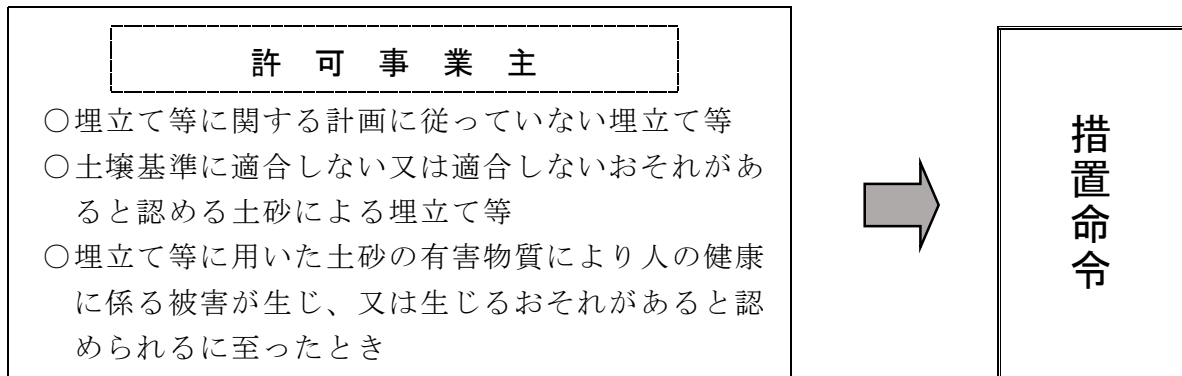 許可事業主
○埋立て等に関する計画に従っていない埋立て等
○土壌基準に適合しない又は適合しないおそれがあ
ると認める土砂による埋立て等
○埋立て等に用いた土砂の有害物質により人の健康
に係る被害が生じ、又は生じるおそれがあると認
められるに至ったとき
措置命令